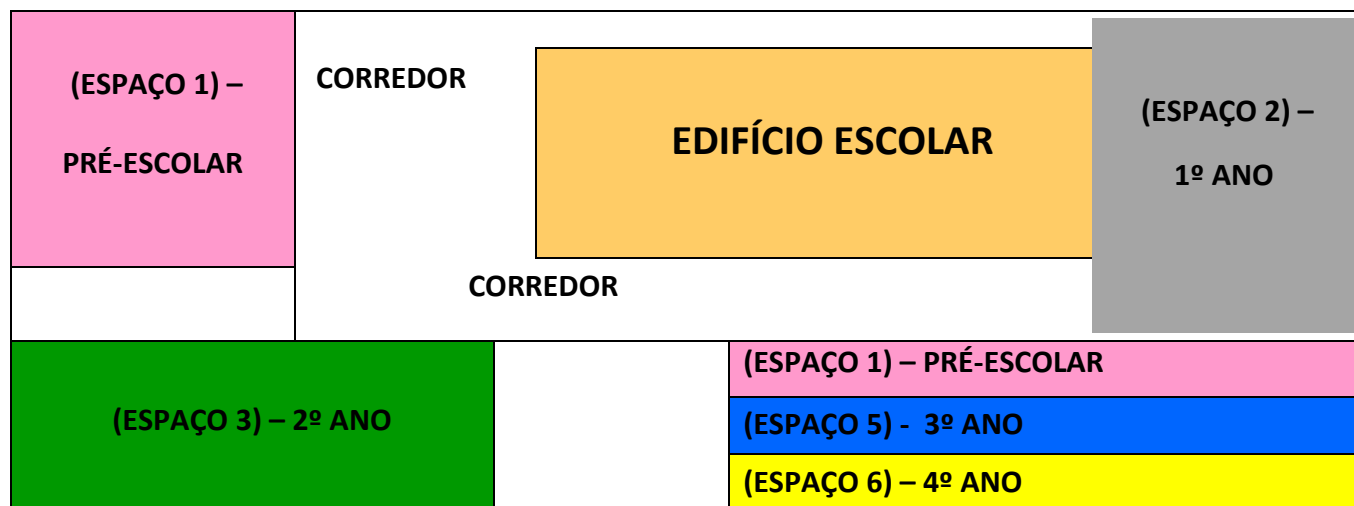 (ESPAÇO 1) –
PRÉ-ESCOLAR
CORREDOR
EDIFÍCIO ESCOLAR
(ESPAÇO 2) –
1º ANO
CORREDOR
(ESPAÇO 3) – 2º ANO
(ESPAÇO 1) – PRÉ-ESCOLAR
(ESPAÇO 5) - 3º ANO
(ESPAÇO 6) – 4º ANO